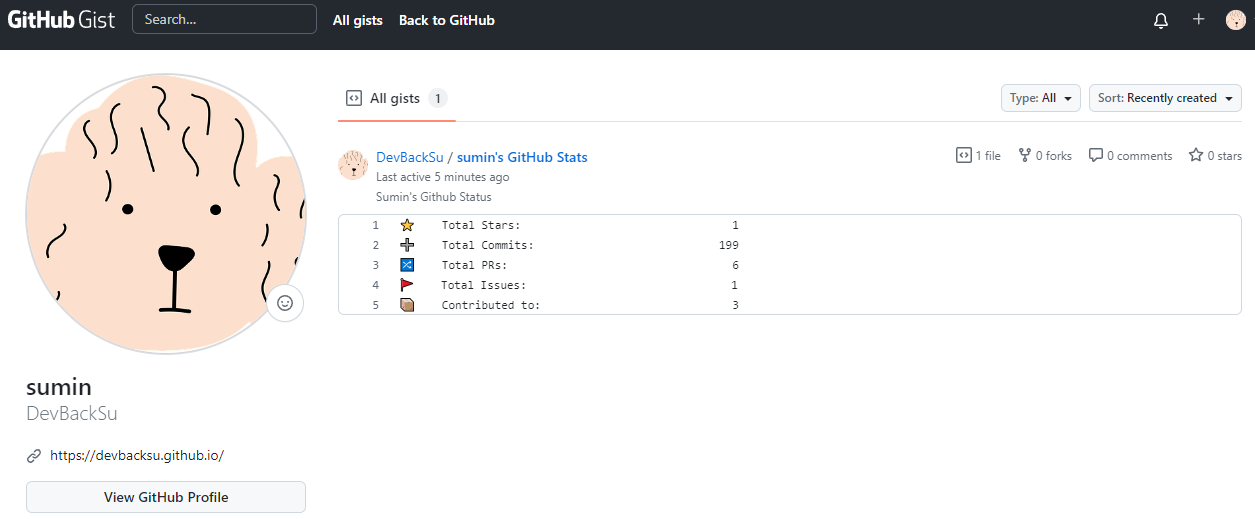 GitHub Gist Search... All gists Back to GitHub
All gists 1 Type: All Sort: Recently created
DevBackSu / sumin's GitHub Stats 1 file 0 forks 0 comments 0 stars
Last active 5 minutes ago
Sumin's Github Status
1 ⭐ Total Stars: 1
2 ➕ Total Commits: 199
3 🔀 Total PRs: 6
4 🚩 Total Issues: 1
5 📦 Contributed to: 3
sumin
DevBackSu
https://devbacksu.github.io/
View GitHub Profile